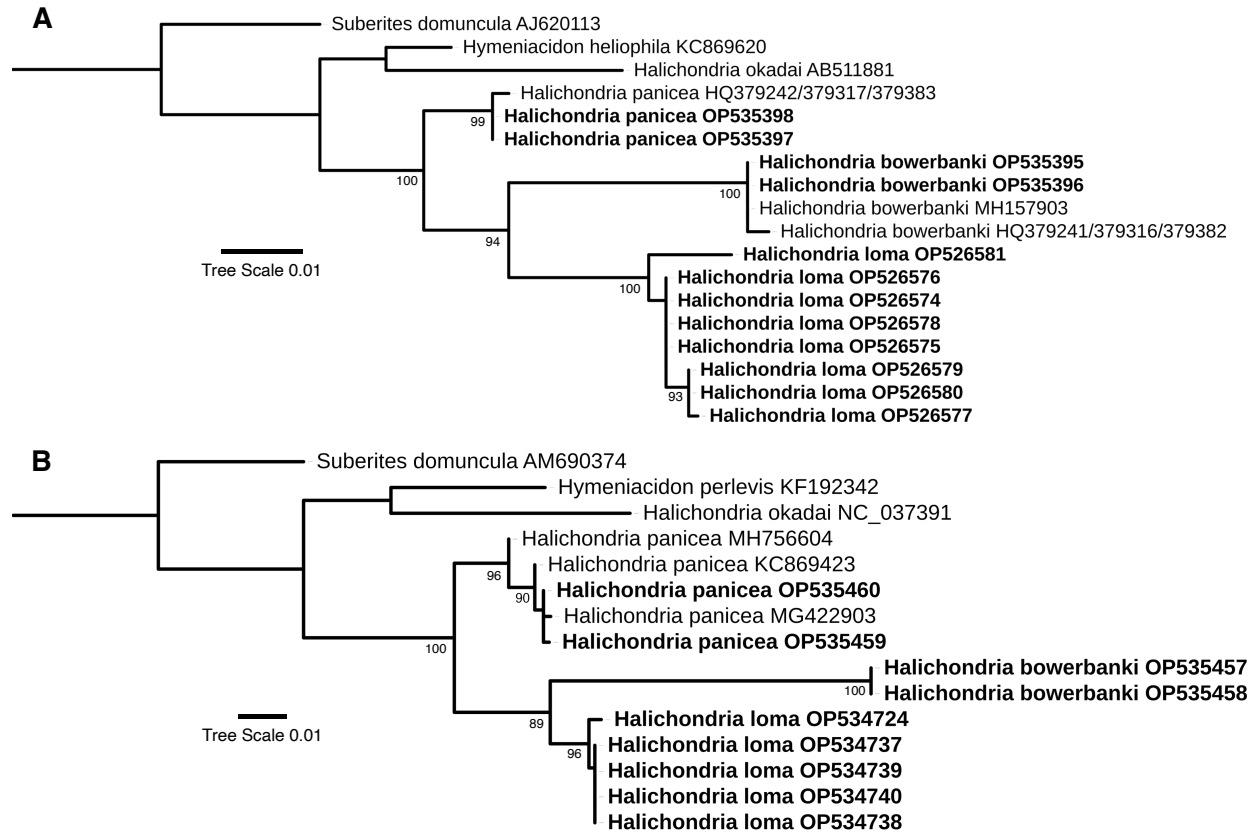 A
Suberites domuncula AJ620113
Hymeniacidon heliophila KC869620
Halichondria okadai AB511881
Halichondria panicea HQ379242/379317/379383
99
Halichondria panicea OP535398
Halichondria panicea OP535397
Halichondria bowerbanki OP535395
100
100
Halichondria bowerbanki OP535396
Halichondria bowerbanki MH157903
Halichondria bowerbanki HQ379241/379316/379382
94
Halichondria loma OP526581
Tree Scale 0.01
Halichondria loma OP526576
100
Halichondria loma OP526574
Halichondria loma OP526578
Halichondria loma OP526575
Halichondria loma OP526579
93
Halichondria loma OP526580
Halichondria loma OP526577
B
Suberites domuncula AM690374
Hymeniacidon perlevis KF192342
Halichondria okadai NC_037391
Halichondria panicea MH756604
Halichondria panicea KC869423
96
Halichondria panicea OP535460
90
Halichondria panicea MG422903
Halichondria panicea OP535459
100
Halichondria bowerbanki OP535457
100
Halichondria bowerbanki OP535458
Halichondria loma OP534724
89
Tree Scale 0.01
Halichondria loma OP534737
96
Halichondria loma OP534739
Halichondria loma OP534740
Halichondria loma OP534738